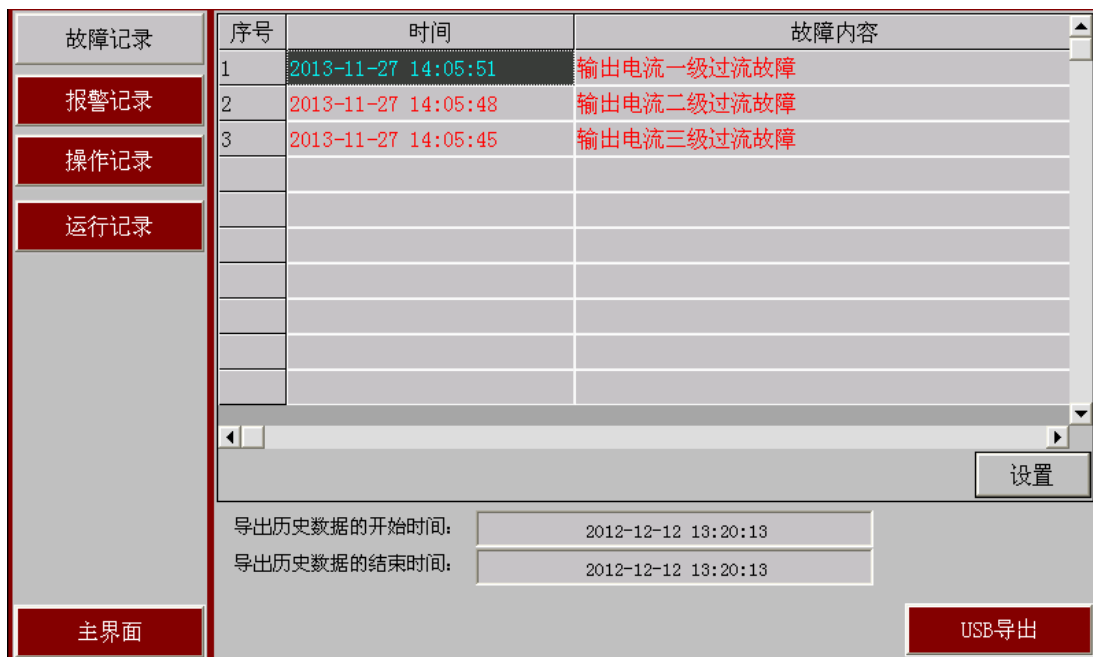 故障记录
报警记录
操作记录
运行记录
主界面
序号 时间 故障内容
1 2013-11-27 14:05:51 输出电流一级过流故障
2 2013-11-27 14:05:48 输出电流二级过流故障
3 2013-11-27 14:05:45 输出电流三级过流故障
设置
导出历史数据的开始时间: 2012-12-12 13:20:13
导出历史数据的结束时间: 2012-12-12 13:20:13
USB导出